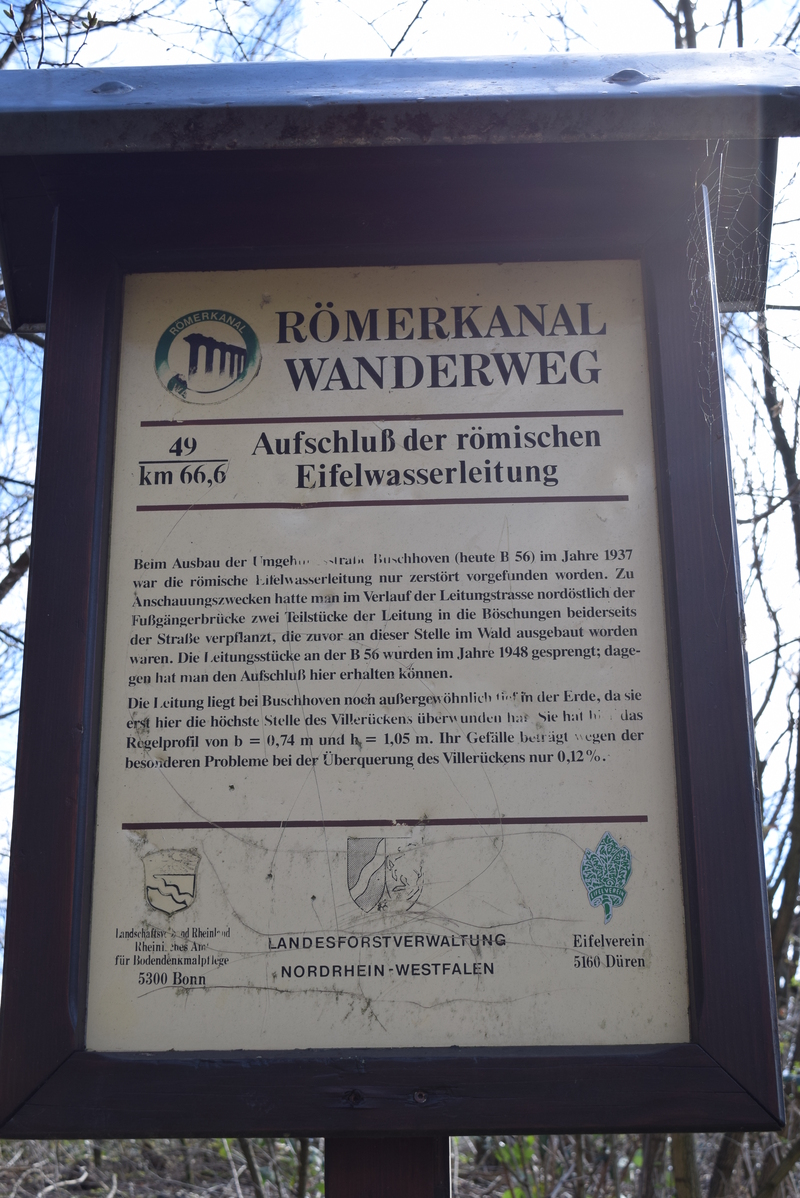 RÖMERKANAL
RÖMERKANAL
WANDERWEG
49
km 66,6
Aufschluß der römischen
Eifelwasserleitung
Beim Ausbau der Buschhoven (heute B 56) im Jahre 1937
war die römische Eifelwasserleitung nur zerstört vorgefunden worden. Zu
Anschauungszwecken hatte man im Verlauf der Leitungstrasse nordöstlich der
Fußgängerbrücke zwei Teilstücke der Leitung in die Böschungen beiderseits
der Straße verpflanzt, die zuvor an dieser Stelle im Wald ausgebaut worden
waren. Die Leitungsstücke an der B 56 wurden im Jahre 1948 gesprengt; dage-
gen hat man den Aufschluß hier erhalten können.
Die Leitung liegt bei Buschhoven noch außergewöhnlich tief in der Erde, da sie
erst hier die höchste Stelle des Villerückens überwunden hat. Sie hat hier das
Regelprofil von b = 0,74 m und h = 1,05 m. Ihr Gefälle beträgt wegen der
besonderen Probleme bei der Überquerung des Villerückens nur 0,12%.
Rheinland
Amt
für Bodendenkmalpflege
5300 Bonn
LANDESFORSTVERWALTUNG
NORDRHEIN-WESTFALEN
EIFELVEREIN
Eifelverein
5160 Düren